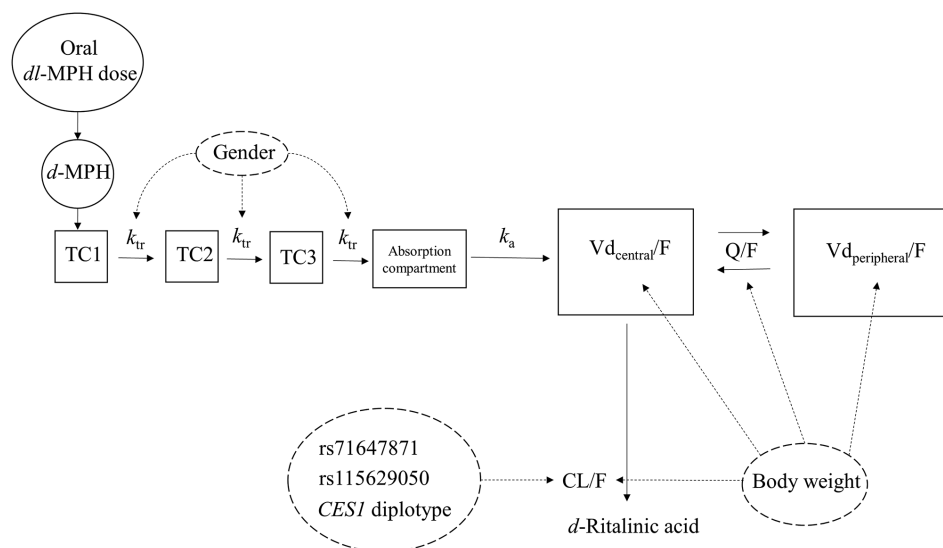 Oral
dl-MPH dose
d-MPH
Gender
TC1
ktr
TC2
ktr
TC3
ktr
Absorption
compartment
ka
Vdcentral/F
Q/F
Vdperipheral/F
rs71647871
rs115629050
CES1 diplotype
CL/F
Body weight
d-Ritalinic acid